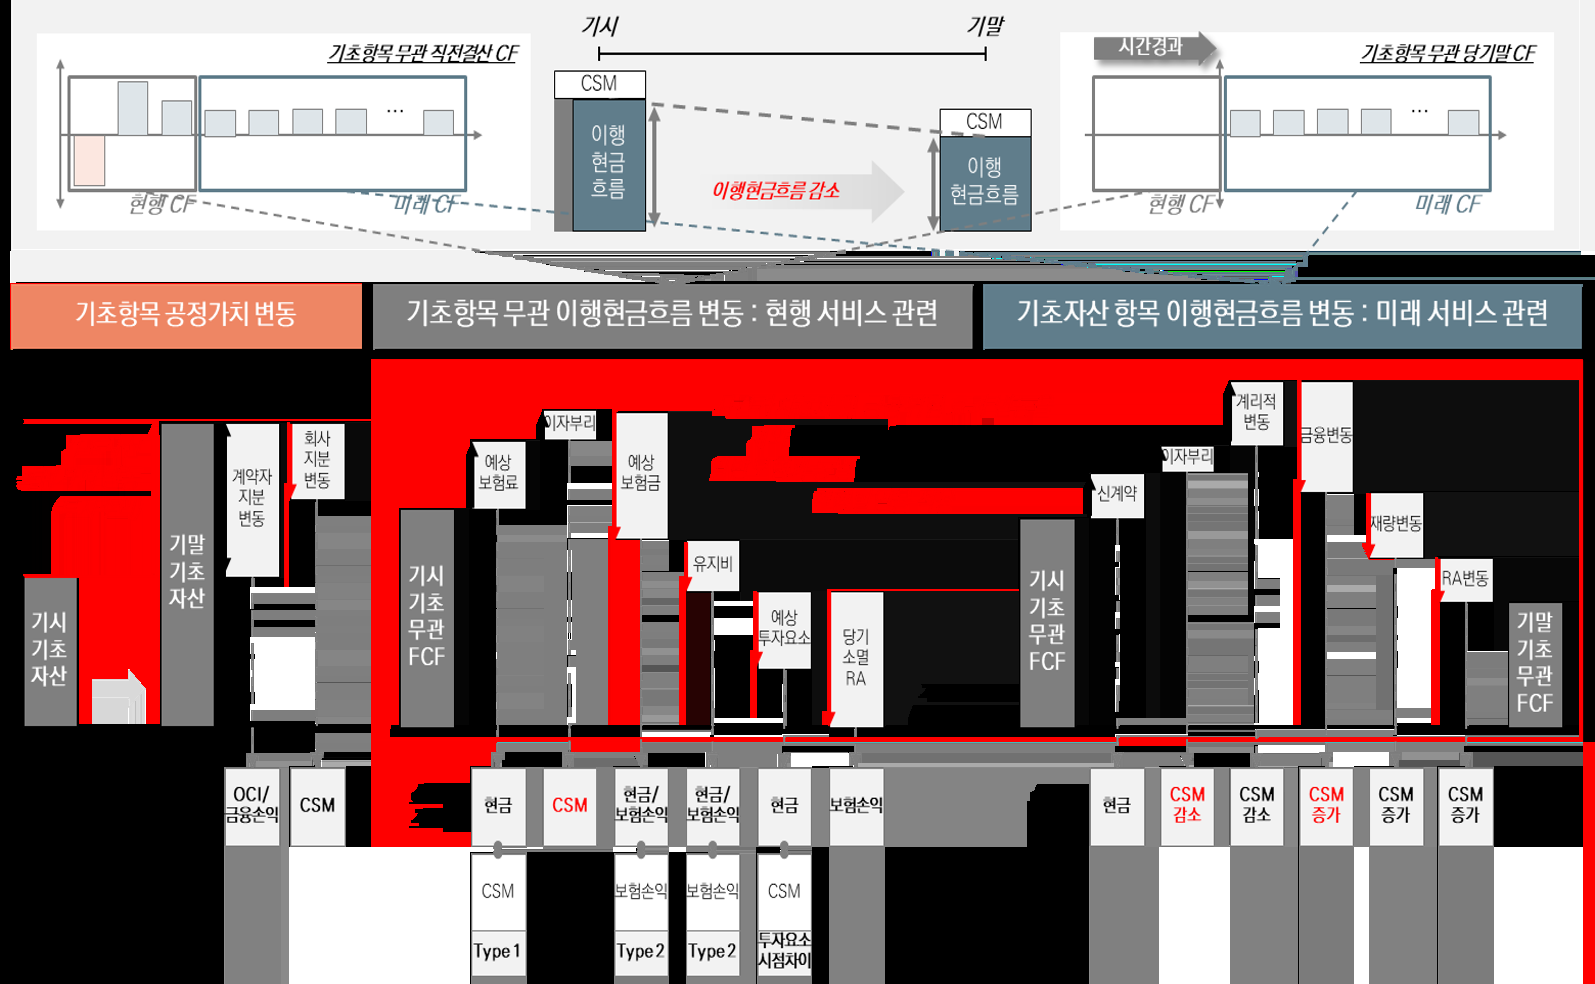 기시
기말
기초항목 무관 직전결산 CF
시간경과
기초항목 무관 당기말 CF
CSM
이행
현금
흐름
CSM
이행
현금흐름
...
...
이행현금흐름 감소
현행 CF
미래 CF
현행 CF
미래 CF
기초항목 공정가치 변동
기초항목 무관 이행현금흐름 변동 : 현행 서비스 관련
기초자산 항목 이행현금흐름 변동 : 미래 서비스 관련
기시
기초
자산
기말
기초
자산
계약자
지분
변동
회사
지분
변동
기시
기초
무관
FCF
예상
보험료
이자부리
예상
보험금
유지비
예상
투자요소
당기
소멸
RA
기시
기초
무관
FCF
신계약
이자부리
계리적
변동
금융변동
재량변동
RA변동
기말
기초
무관
FCF
OCI/
금융손익
CSM
현금
CSM
현금/
보험손익
현금/
보험손익
현금
보험손익
현금
CSM
감소
CSM
감소
CSM
증가
CSM
증가
CSM
증가
CSM
보험손익
보험손익
CSM
Type1
Type2
Type2
투자요소
시점차이